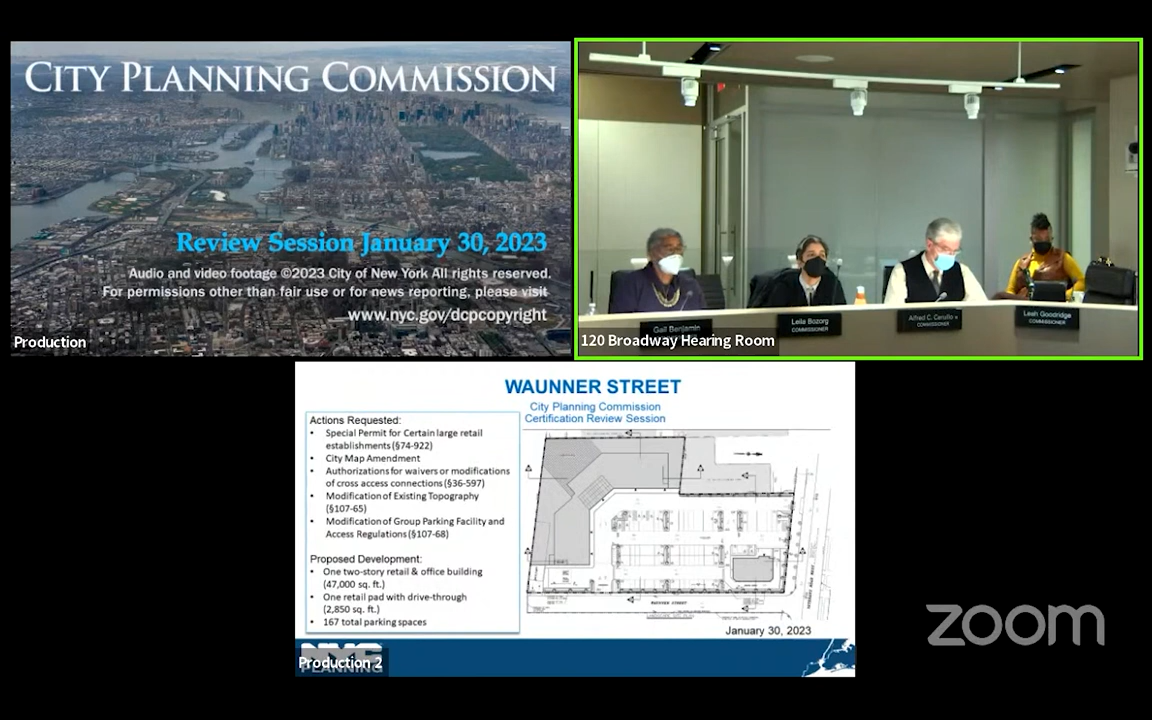 CITY PLANNING COMMISSION
Review Session January 30, 2023
Audio and video footage ©2023 City of New York All rights reserved.
For permissions other than fair use or for news reporting, please visit
www.nyc.gov/dcpcopyright
Production
Gail Benjamin
Leila Bozorg
COMMISSIONER
Alfred C. Cerullo III
COMMISSIONER
Leah Goodridge
COMMISSIONER
120 Broadway Hearing Room
WAUNNER STREET
City Planning Commission
Certification Review Session
Actions Requested:
• Special Permit for Certain large retail
establishments (§74-922)
• City Map Amendment
• Authorizations for waivers or modifications
of cross access connections (§36-597)
• Modification of Existing Topography
(§107-65)
• Modification of Group Parking Facility and
Access Regulations (§107-68)
Proposed Development:
• One two-story retail & office building
(47,000 sq. ft.)
• One retail pad with drive-through
(2,850 sq. ft.)
• 167 total parking spaces
WAUNNER STREET
January 30, 2023
NYC
PLANNING
Production 2
zoom